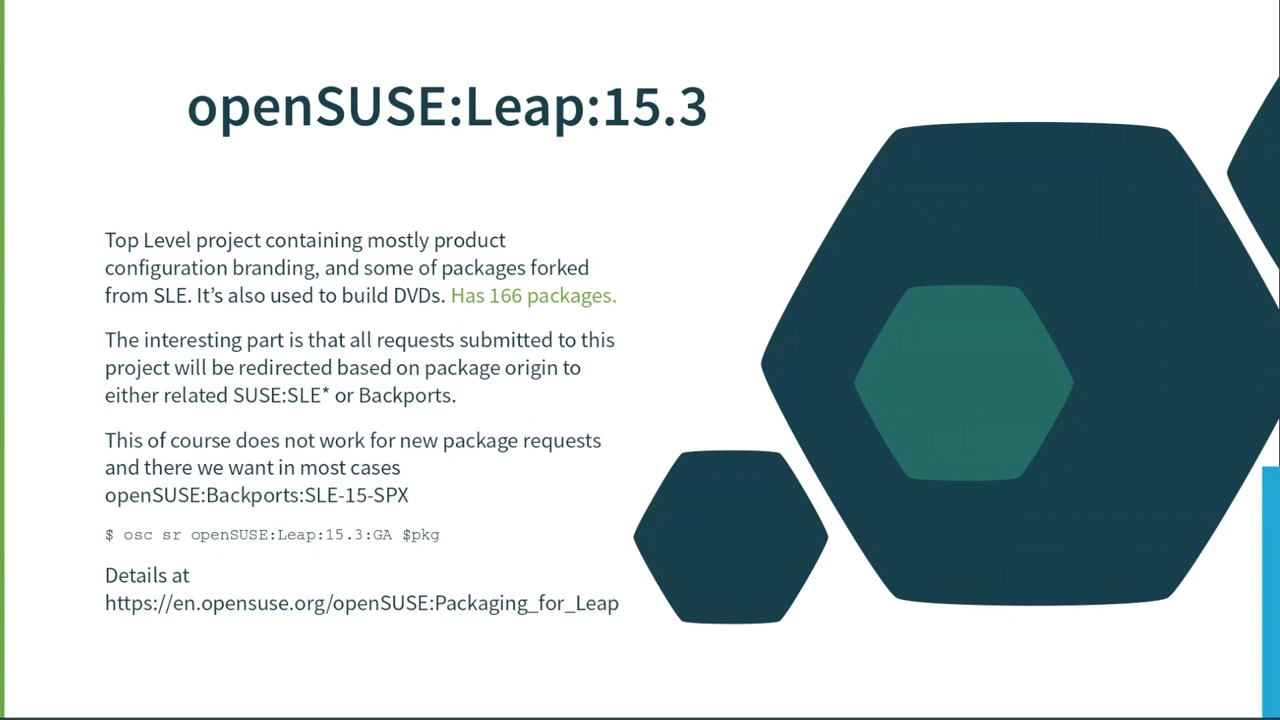 openSUSE:Leap:15.3
Top Level project containing mostly product
configuration branding, and some of packages forked
from SLE. It’s also used to build DVDs. Has 166 packages.
The interesting part is that all requests submitted to this
project will be redirected based on package origin to
either related SUSE:SLE* or Backports.
This of course does not work for new package requests
and there we want in most cases
openSUSE:Backports:SLE-15-SPX
$ osc sr openSUSE:Leap:15.3:GA $pkg
Details at
https://en.opensuse.org/openSUSE:Packaging_for_Leap